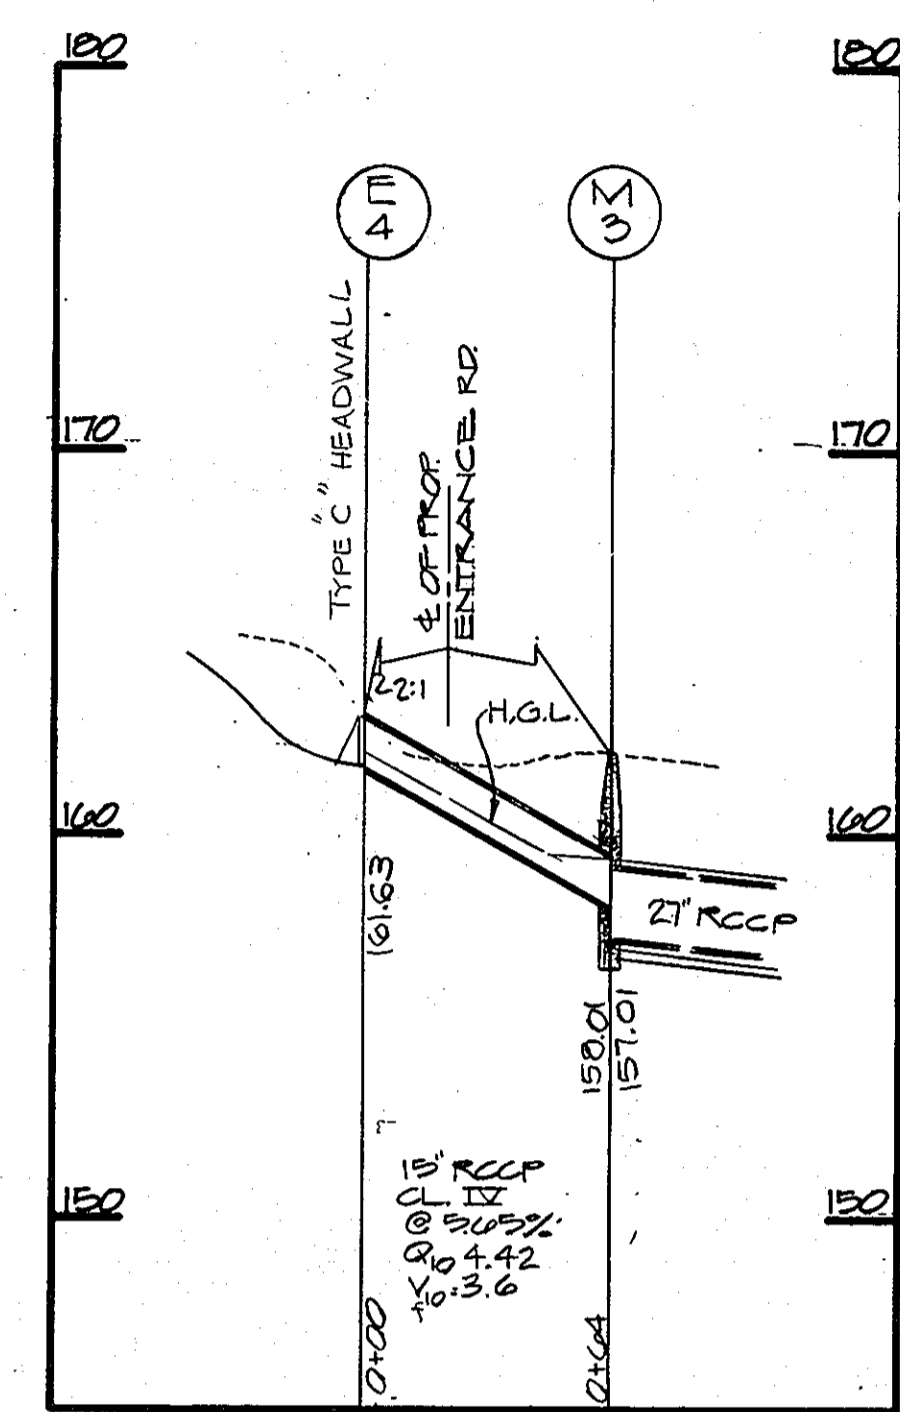 180
180
E
4
M
3
TYPE "C" HEADWALL
℄ OF PROP.
ENTRANCE RD.
170
170
2:1
H.G.L.
160
160
161.63
27" RCCP
158.01
157.01
15" RCCP
CL. IV
@ 5.65%
Q10 4.42
Vf10=3.6
150
150
0+00
0+64